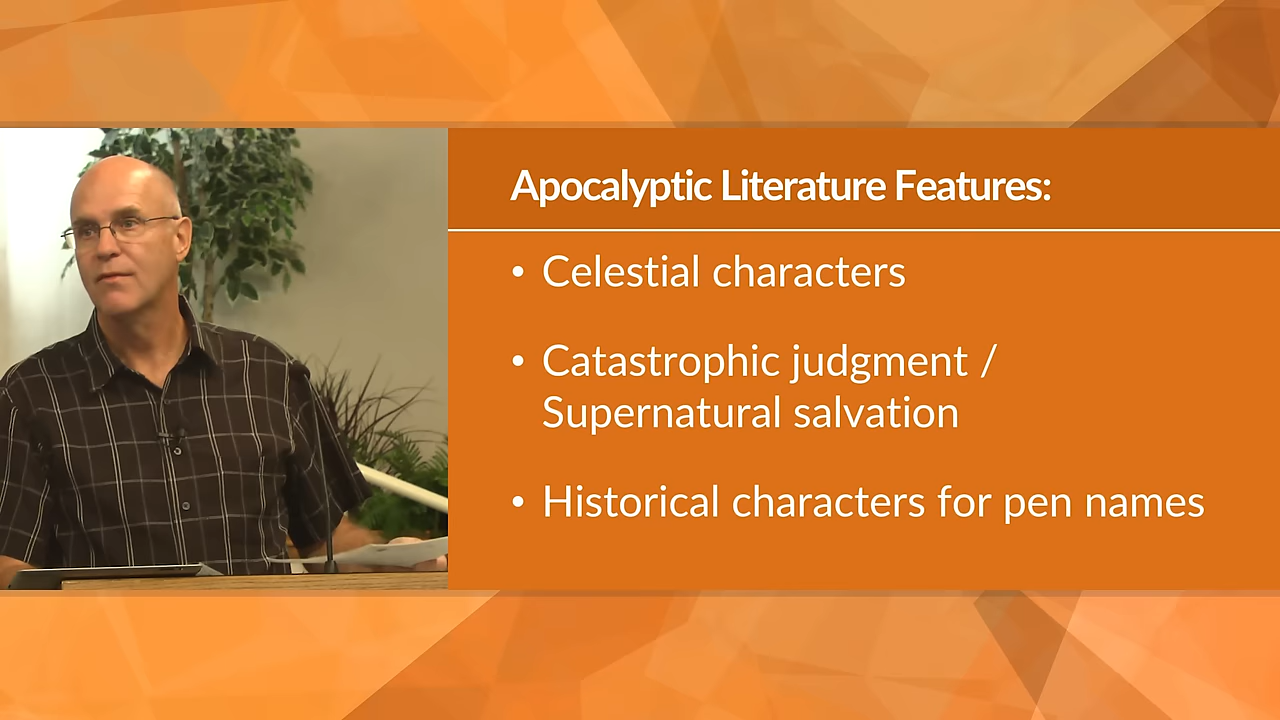 Apocalyptic Literature Features:
• Celestial characters
• Catastrophic judgment /
Supernatural salvation
• Historical characters for pen names